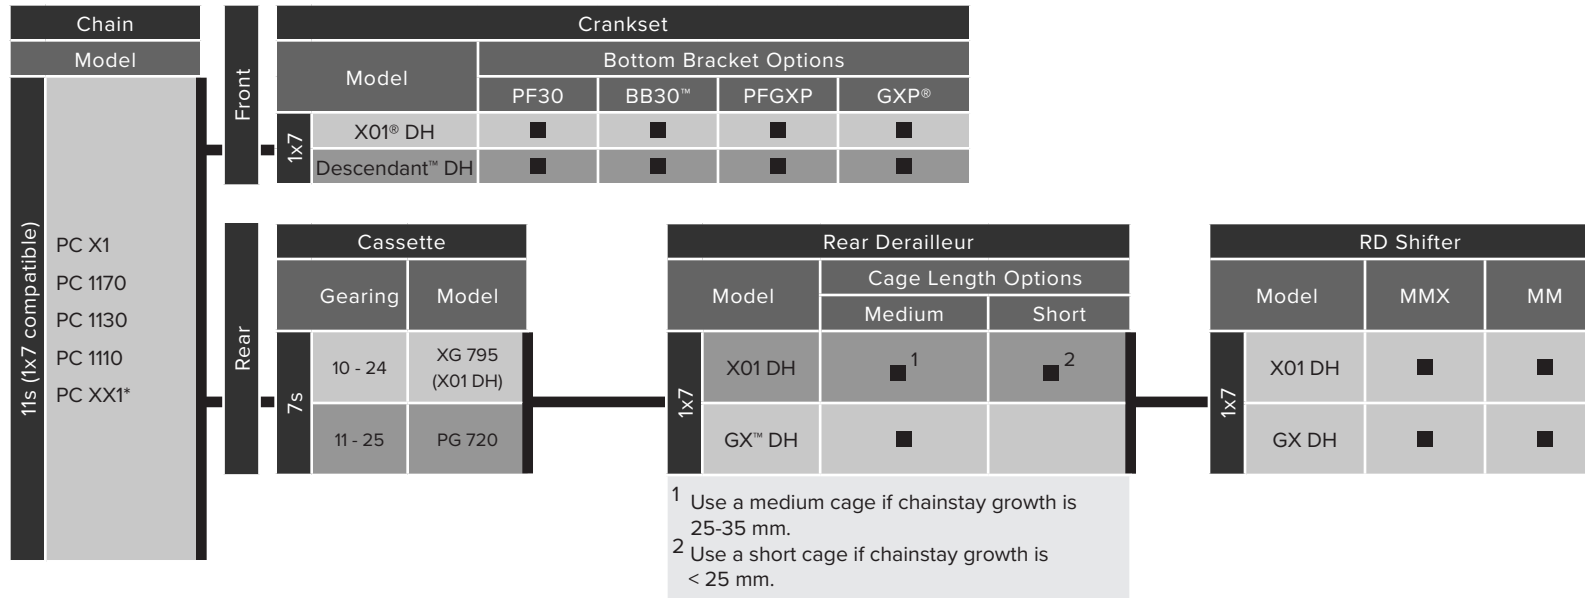 Chain
Model
11s (1x7 compatible)
PC X1
PC 1170
PC 1130
PC 1110
PC XX1*
Front
Crankset
Model
Bottom Bracket Options
PF30 BB30™ PFGXP GXP®
1x7
X01® DH ■ ■ ■ ■
Descendant™ DH ■ ■ ■ ■
Rear
Cassette
Gearing Model
7s
10 - 24 XG 795
(X01 DH)
11 - 25 PG 720
Rear Derailleur
Model
Cage Length Options
Medium Short
1x7
X01 DH ■ 1 ■ 2
GX™ DH ■
1 Use a medium cage if chainstay growth is
25-35 mm.
2 Use a short cage if chainstay growth is
< 25 mm.
RD Shifter
Model MMX MM
1x7
X01 DH ■ ■
GX DH ■ ■